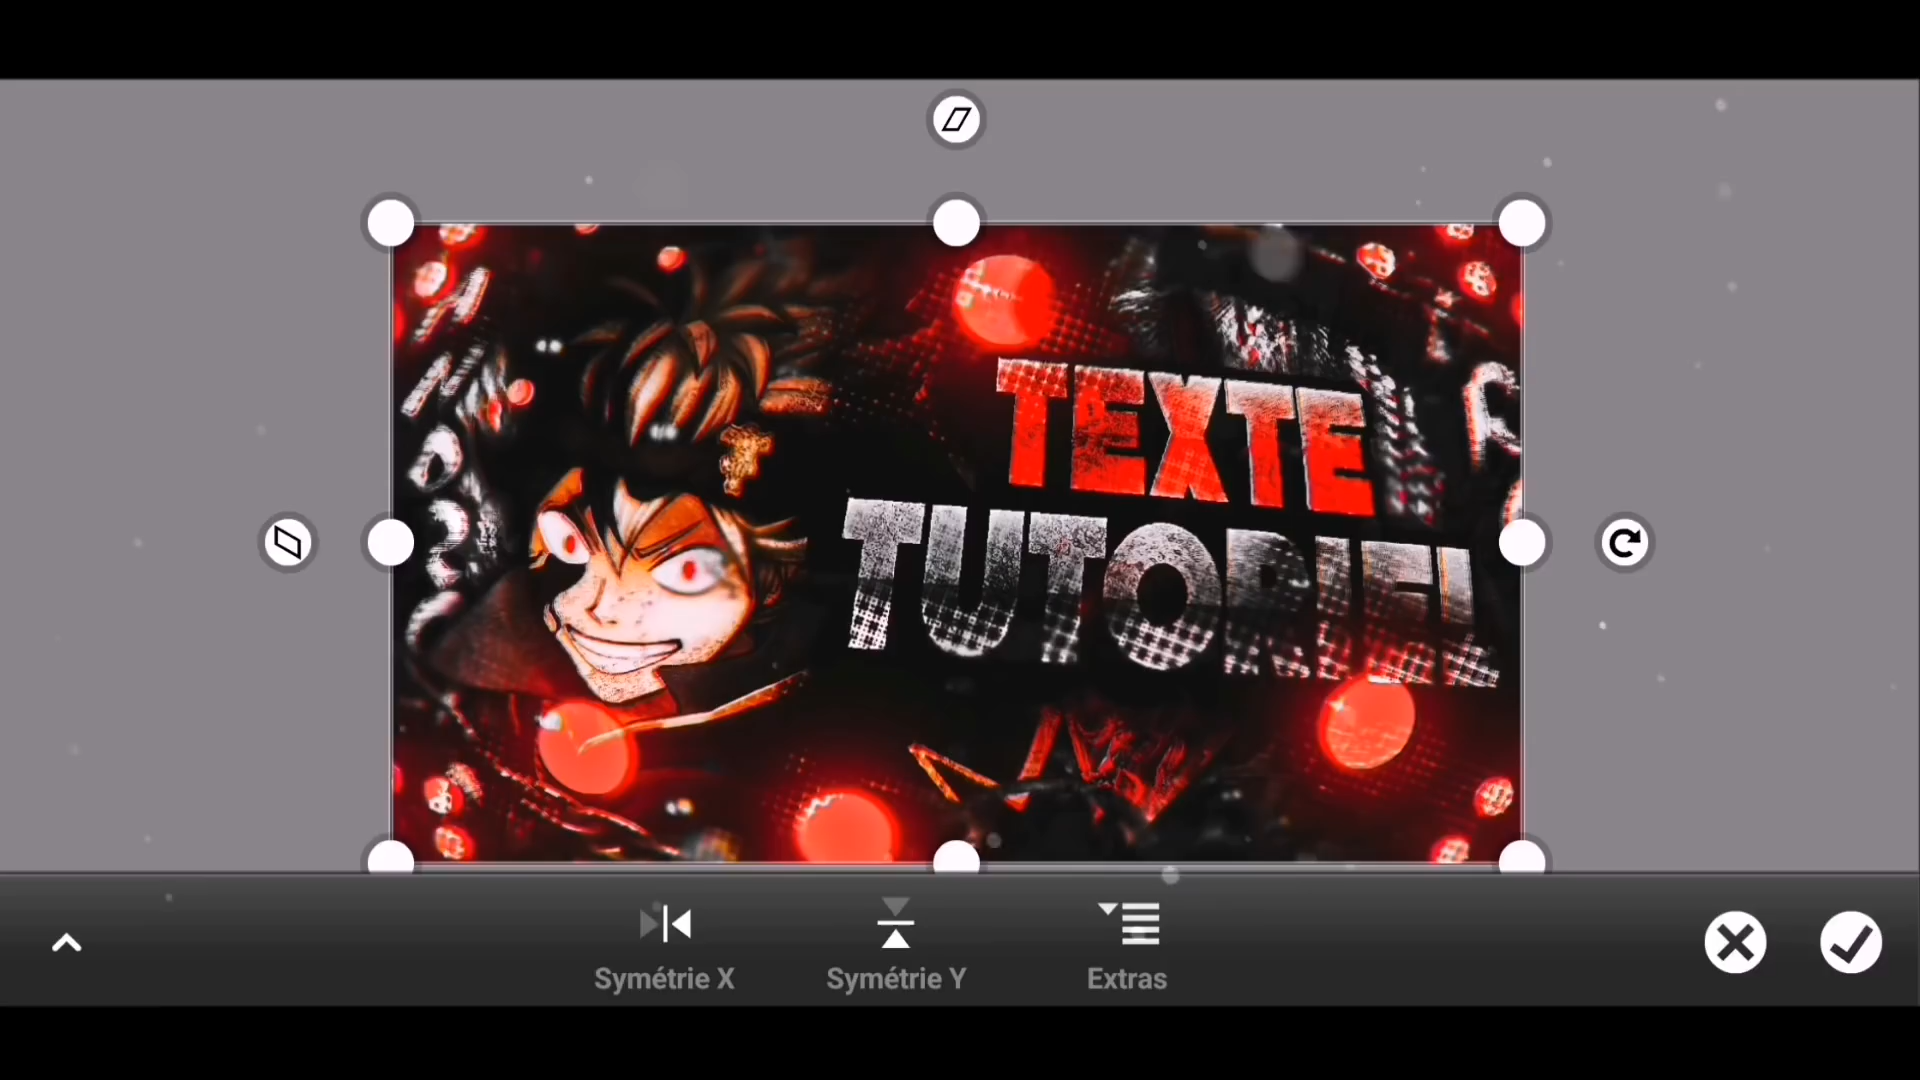 TEXTE
TUTORIEL
Symétrie X
Symétrie Y
Extras